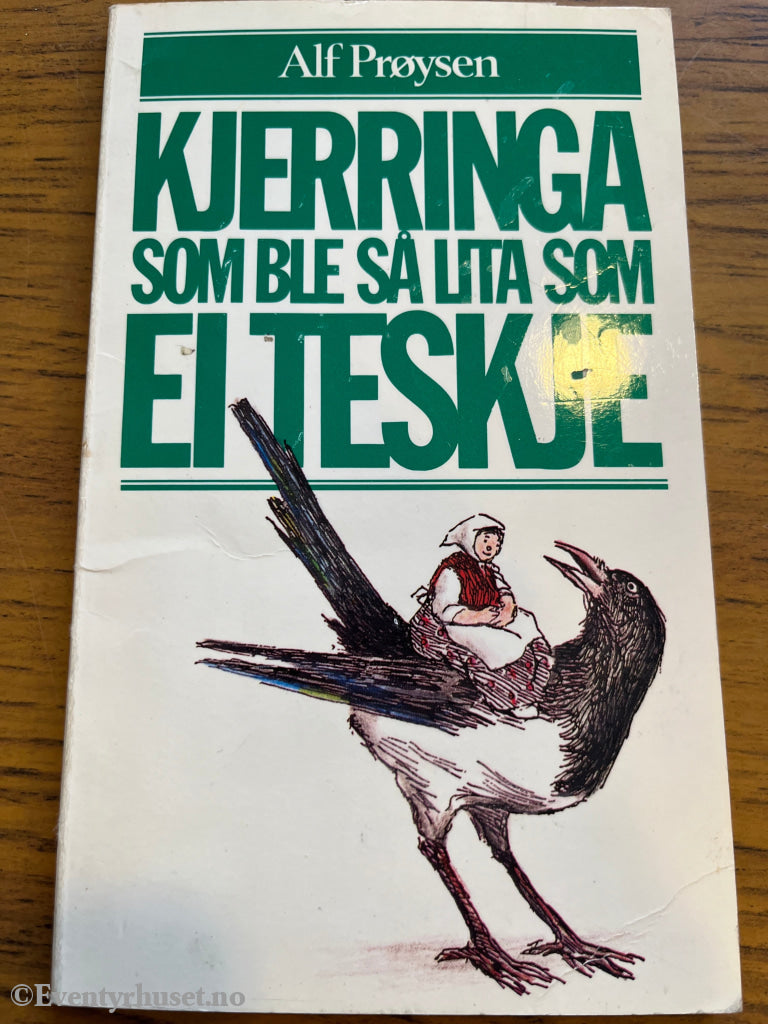 Alf Prøysen
KJERRINGA
SOM BLE SÅ LITA SOM
EI TESKJE
©Eventyrhuset.no